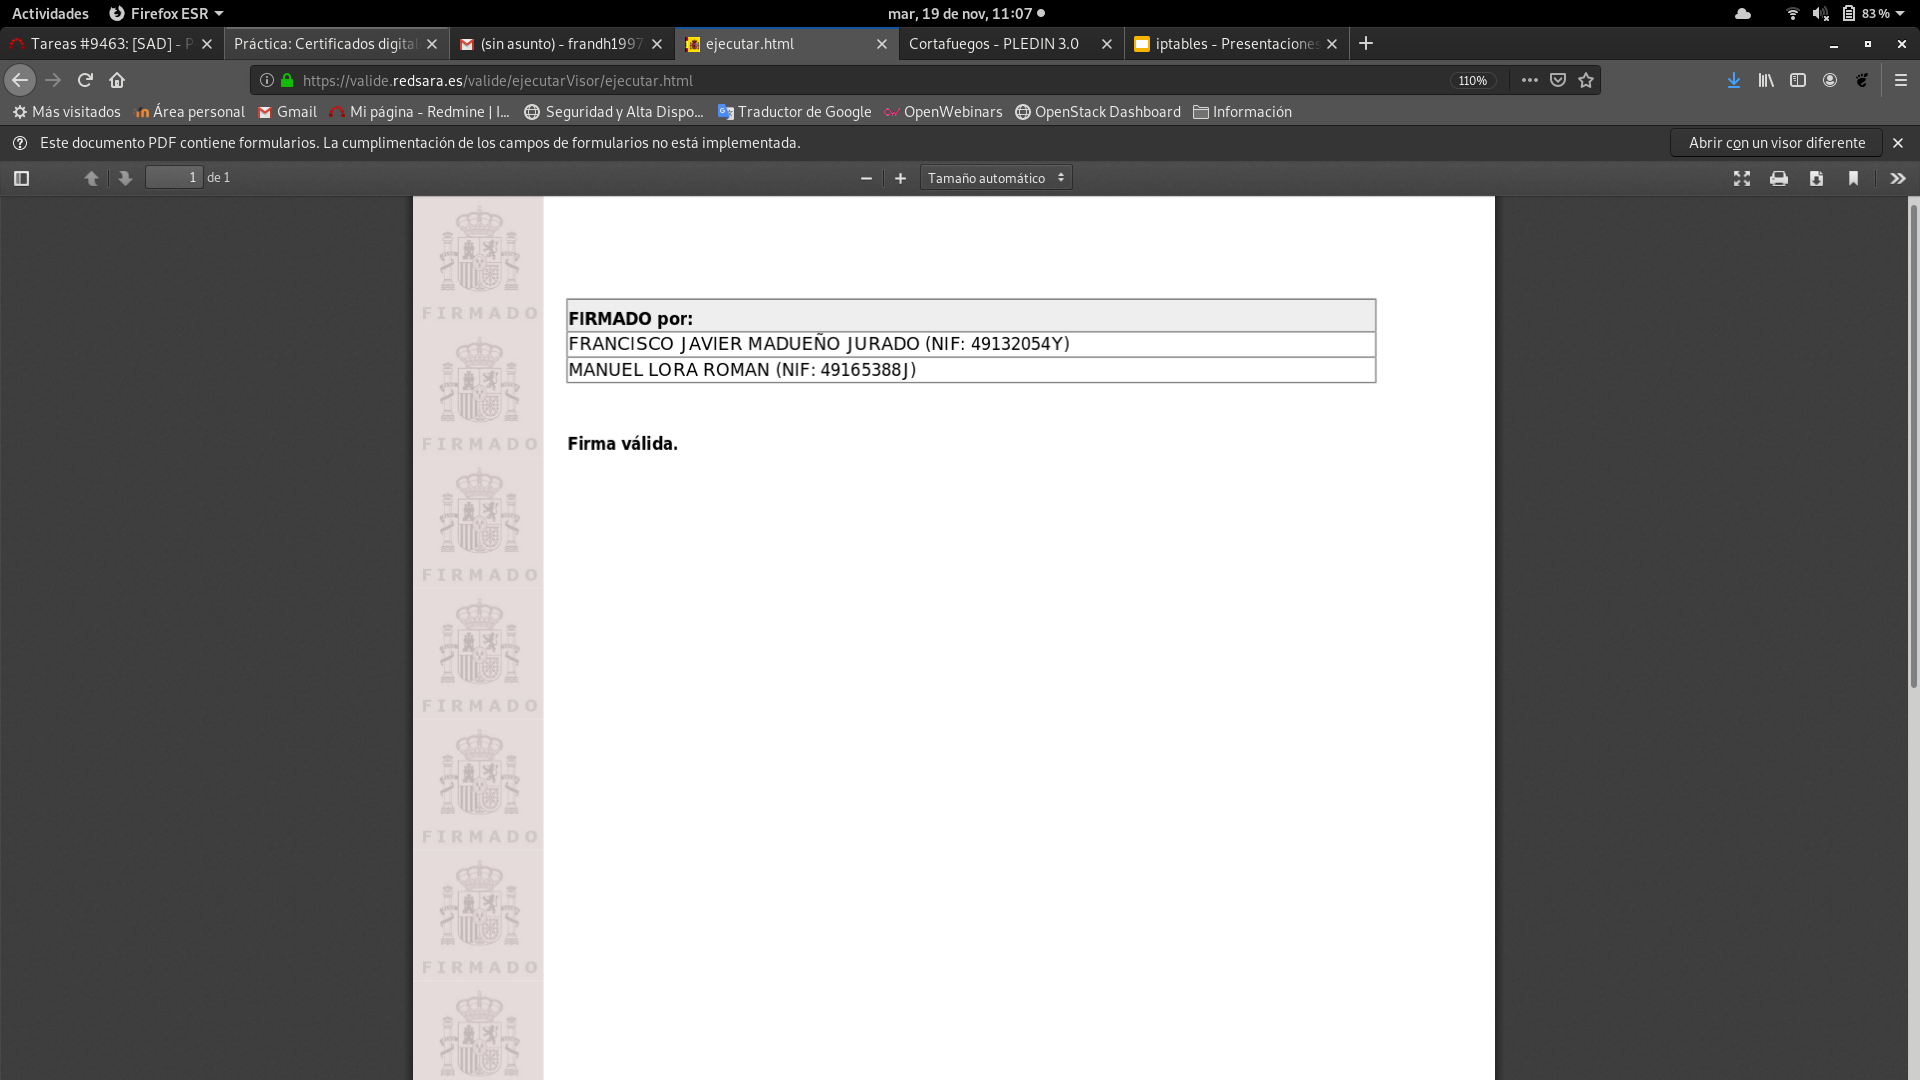 Actividades Firefox ESR mar, 19 de nov, 11:07 83 %
Tareas #9463: [SAD] - P Práctica: Certificados digital (sin asunto) - frandh1997 ejecutar.html Cortafuegos - PLEDIN 3.0 iptables - Presentaciones
https://valide.redsara.es/valide/ejecutarVisor/ejecutar.html 110%
Más visitados Área personal Gmail Mi página - Redmine | I... Seguridad y Alta Dispo... Traductor de Google OpenWebinars OpenStack Dashboard Información
Este documento PDF contiene formularios. La cumplimentación de los campos de formularios no está implementada. Abrir con un visor diferente
1 de 1 Tamaño automático
FIRMADO
FIRMADO por:
FRANCISCO JAVIER MADUEÑO JURADO (NIF: 49132054Y)
MANUEL LORA ROMAN (NIF: 49165388J)
FIRMADO
Firma válida.
FIRMADO
FIRMADO
FIRMADO
FIRMADO